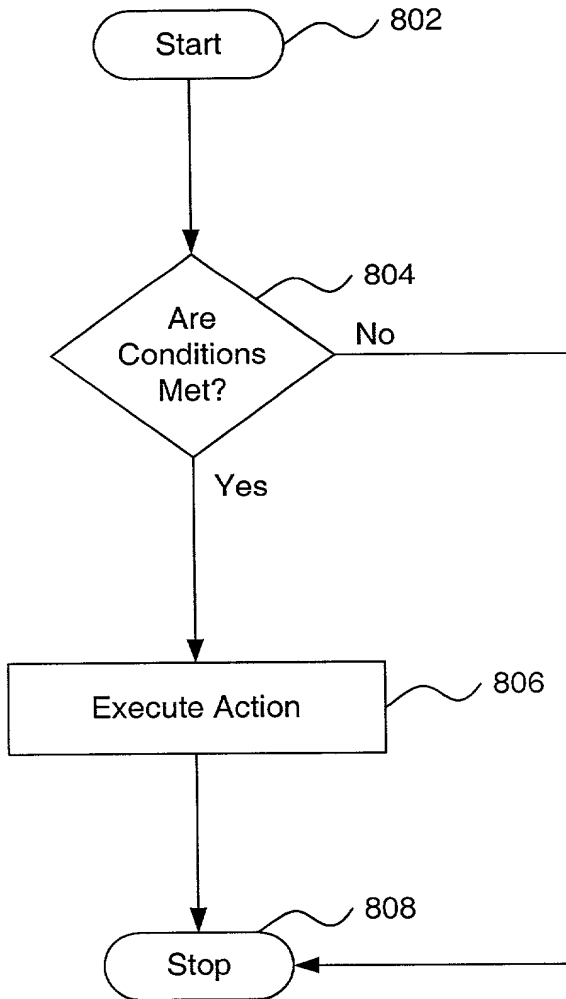 Start
802
804
Are
Conditions
Met?
No
Yes
Execute Action
806
808
Stop